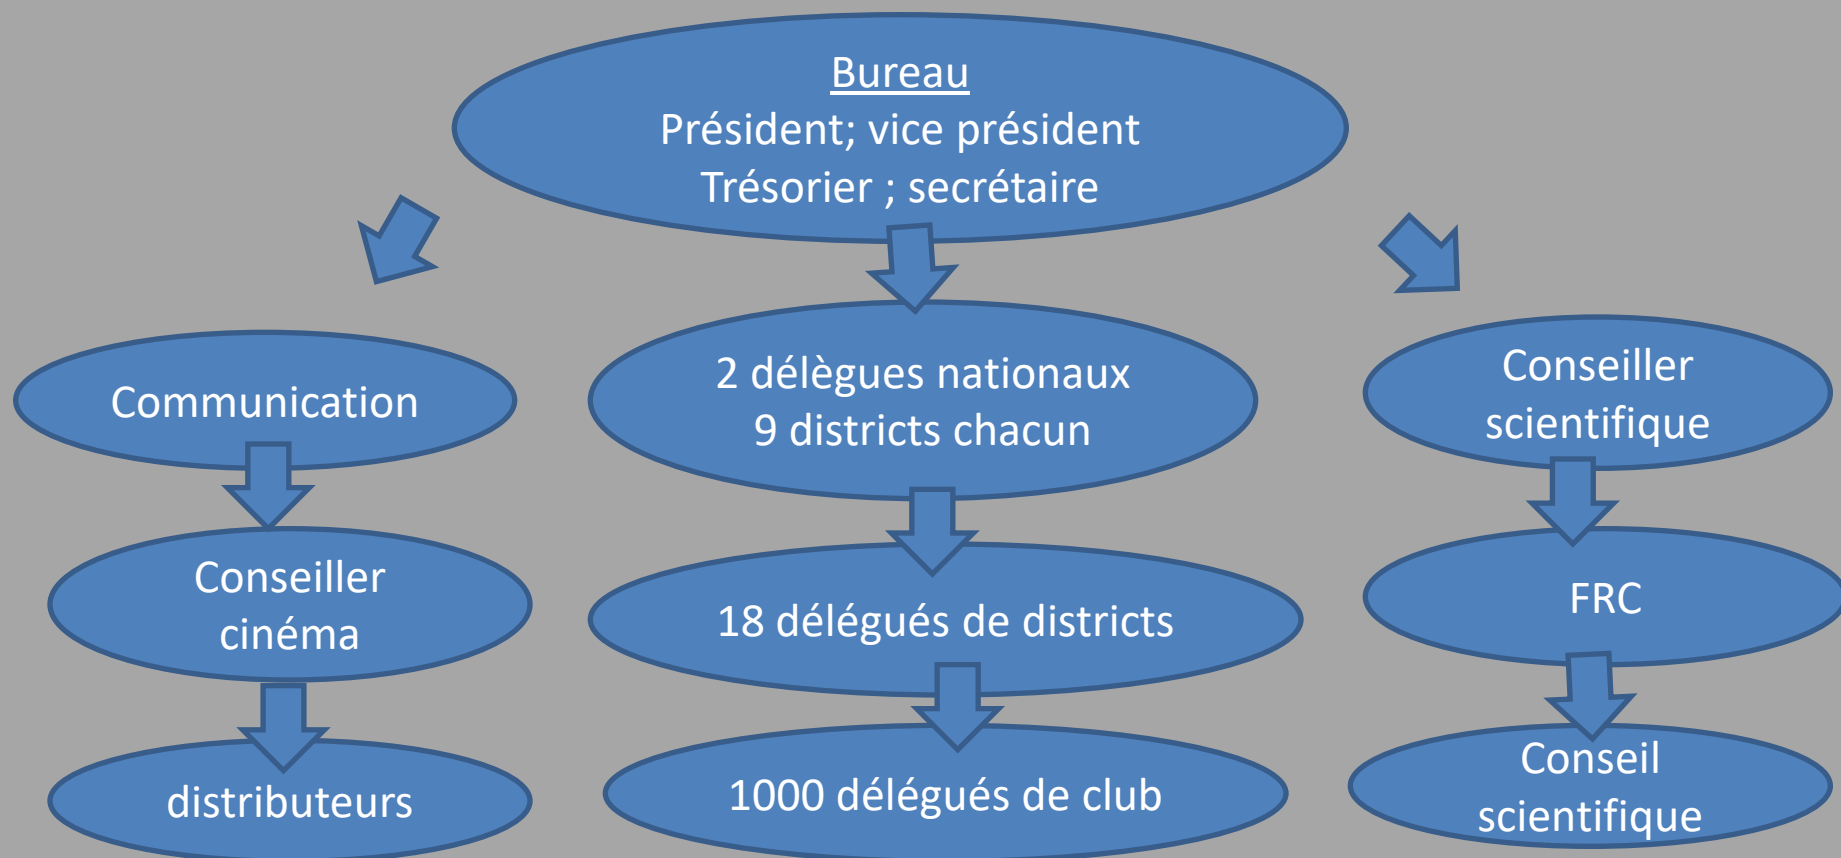 Bureau
Président; vice président
Trésorier ; secrétaire
Communication
2 délègues nationaux
9 districts chacun
Conseiller
scientifique
Conseiller
cinéma
18 délégués de districts
FRC
distributeurs
1000 délégués de club
Conseil
scientifique